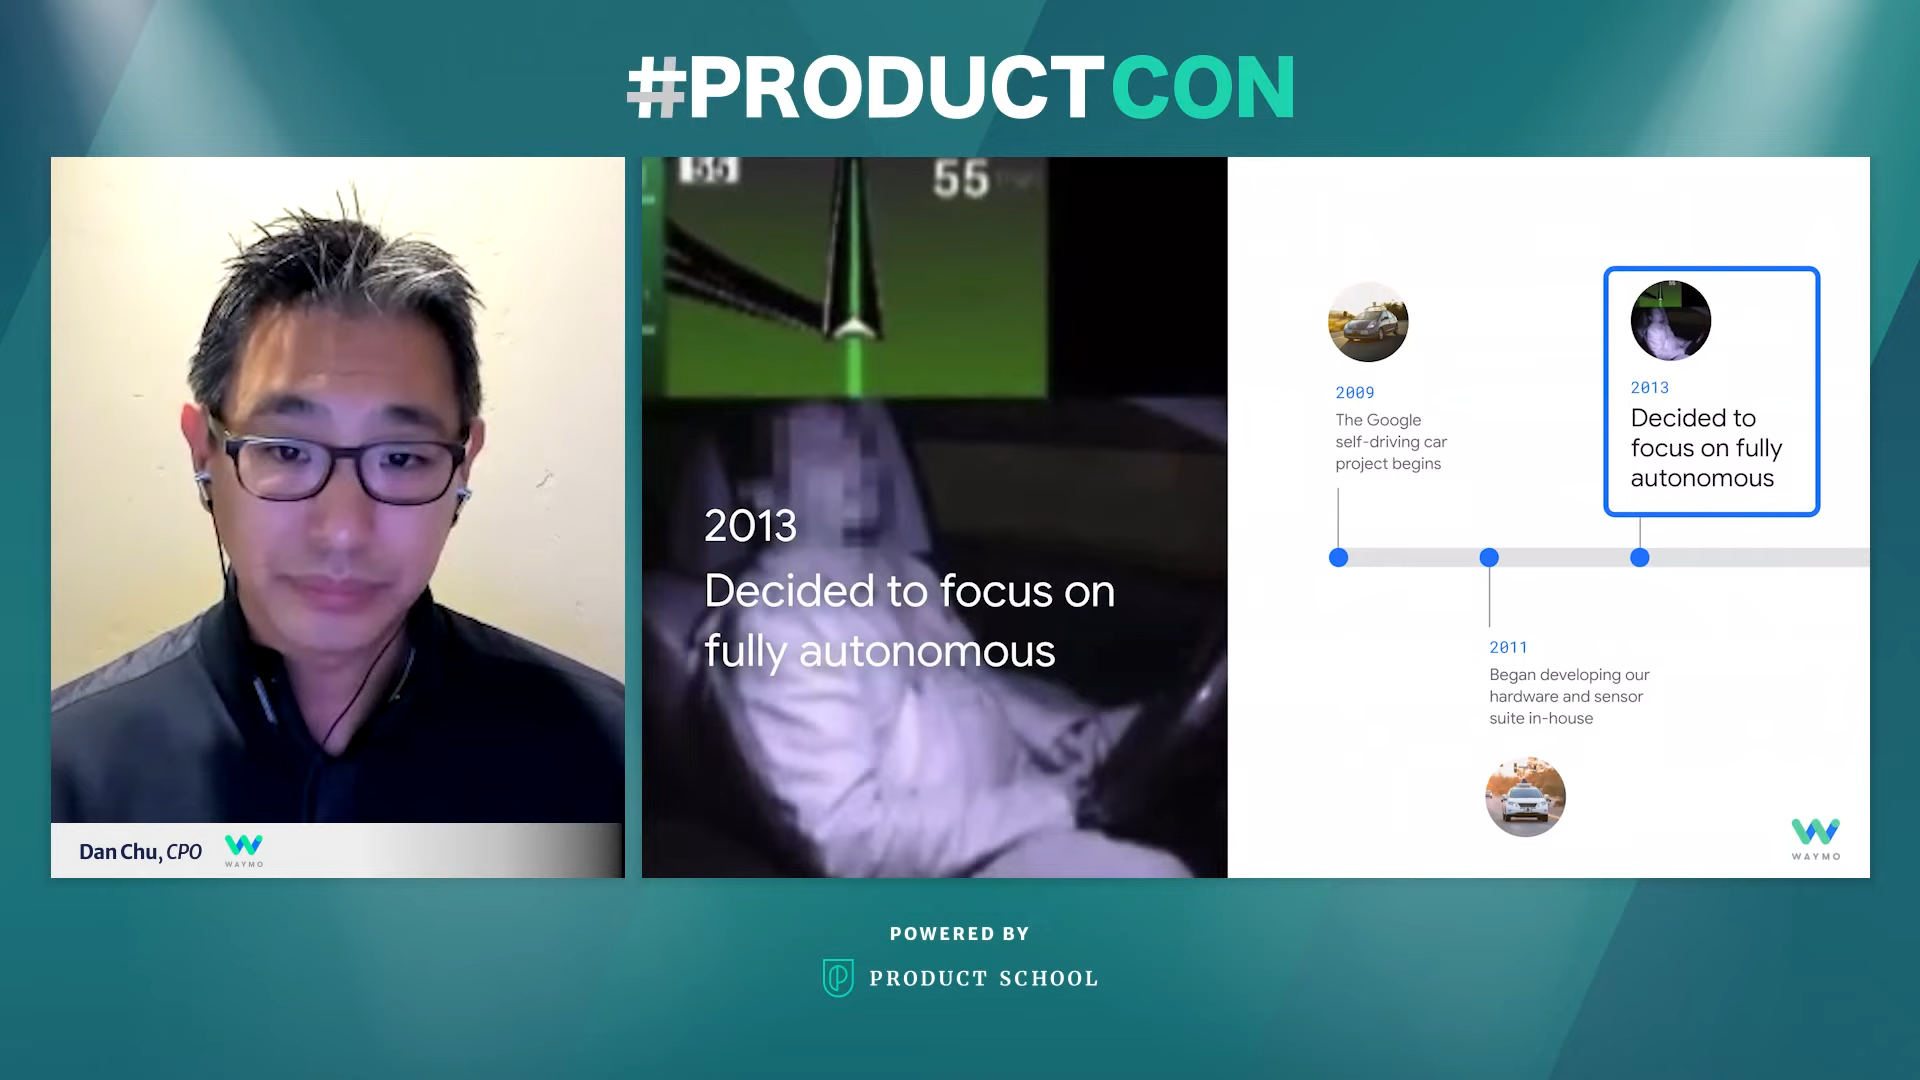 #PRODUCTCON
55
55
2013
Decided to focus on
fully autonomous
2009
The Google
self-driving car
project begins
2013
Decided to
focus on fully
autonomous
2011
Began developing our
hardware and sensor
suite in-house
WAYMO
Dan Chu, CPO
WAYMO
POWERED BY
PRODUCT SCHOOL